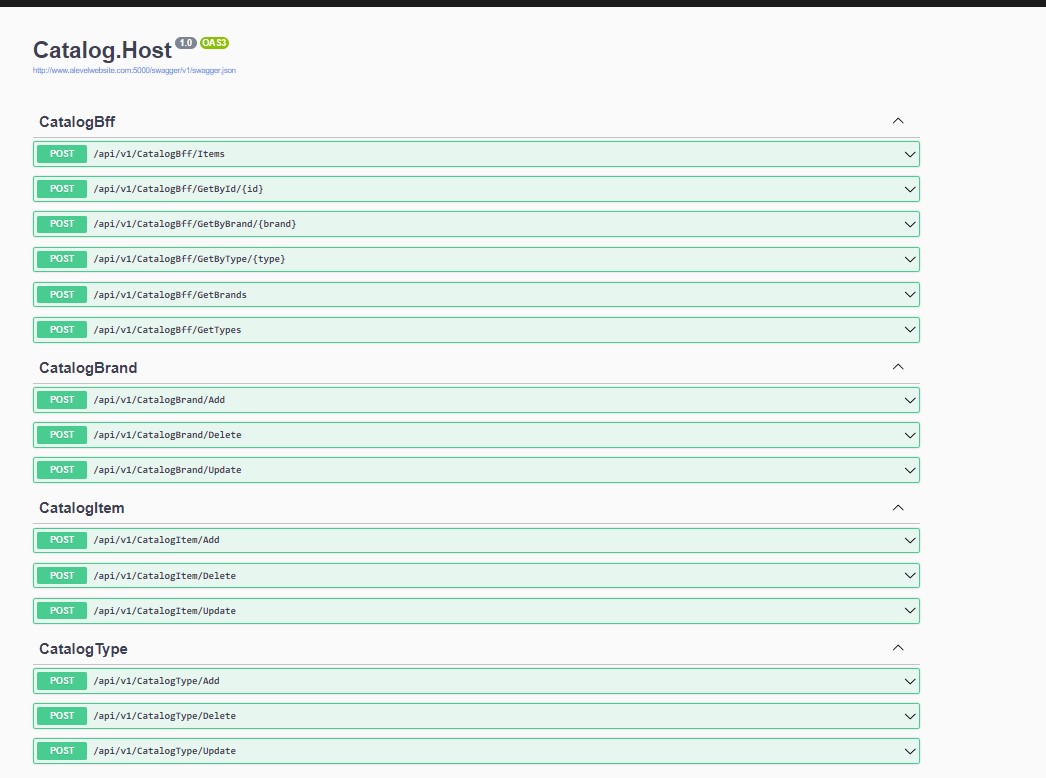 Catalog.Host 1.0 OAS3
http://www.alevelwebsite.com:5000/swagger/v1/swagger.json
CatalogBff
POST /api/v1/CatalogBff/Items
POST /api/v1/CatalogBff/GetById/{id}
POST /api/v1/CatalogBff/GetByBrand/{brand}
POST /api/v1/CatalogBff/GetByType/{type}
POST /api/v1/CatalogBff/GetBrands
POST /api/v1/CatalogBff/GetTypes
CatalogBrand
POST /api/v1/CatalogBrand/Add
POST /api/v1/CatalogBrand/Delete
POST /api/v1/CatalogBrand/Update
CatalogItem
POST /api/v1/CatalogItem/Add
POST /api/v1/CatalogItem/Delete
POST /api/v1/CatalogItem/Update
CatalogType
POST /api/v1/CatalogType/Add
POST /api/v1/CatalogType/Delete
POST /api/v1/CatalogType/Update